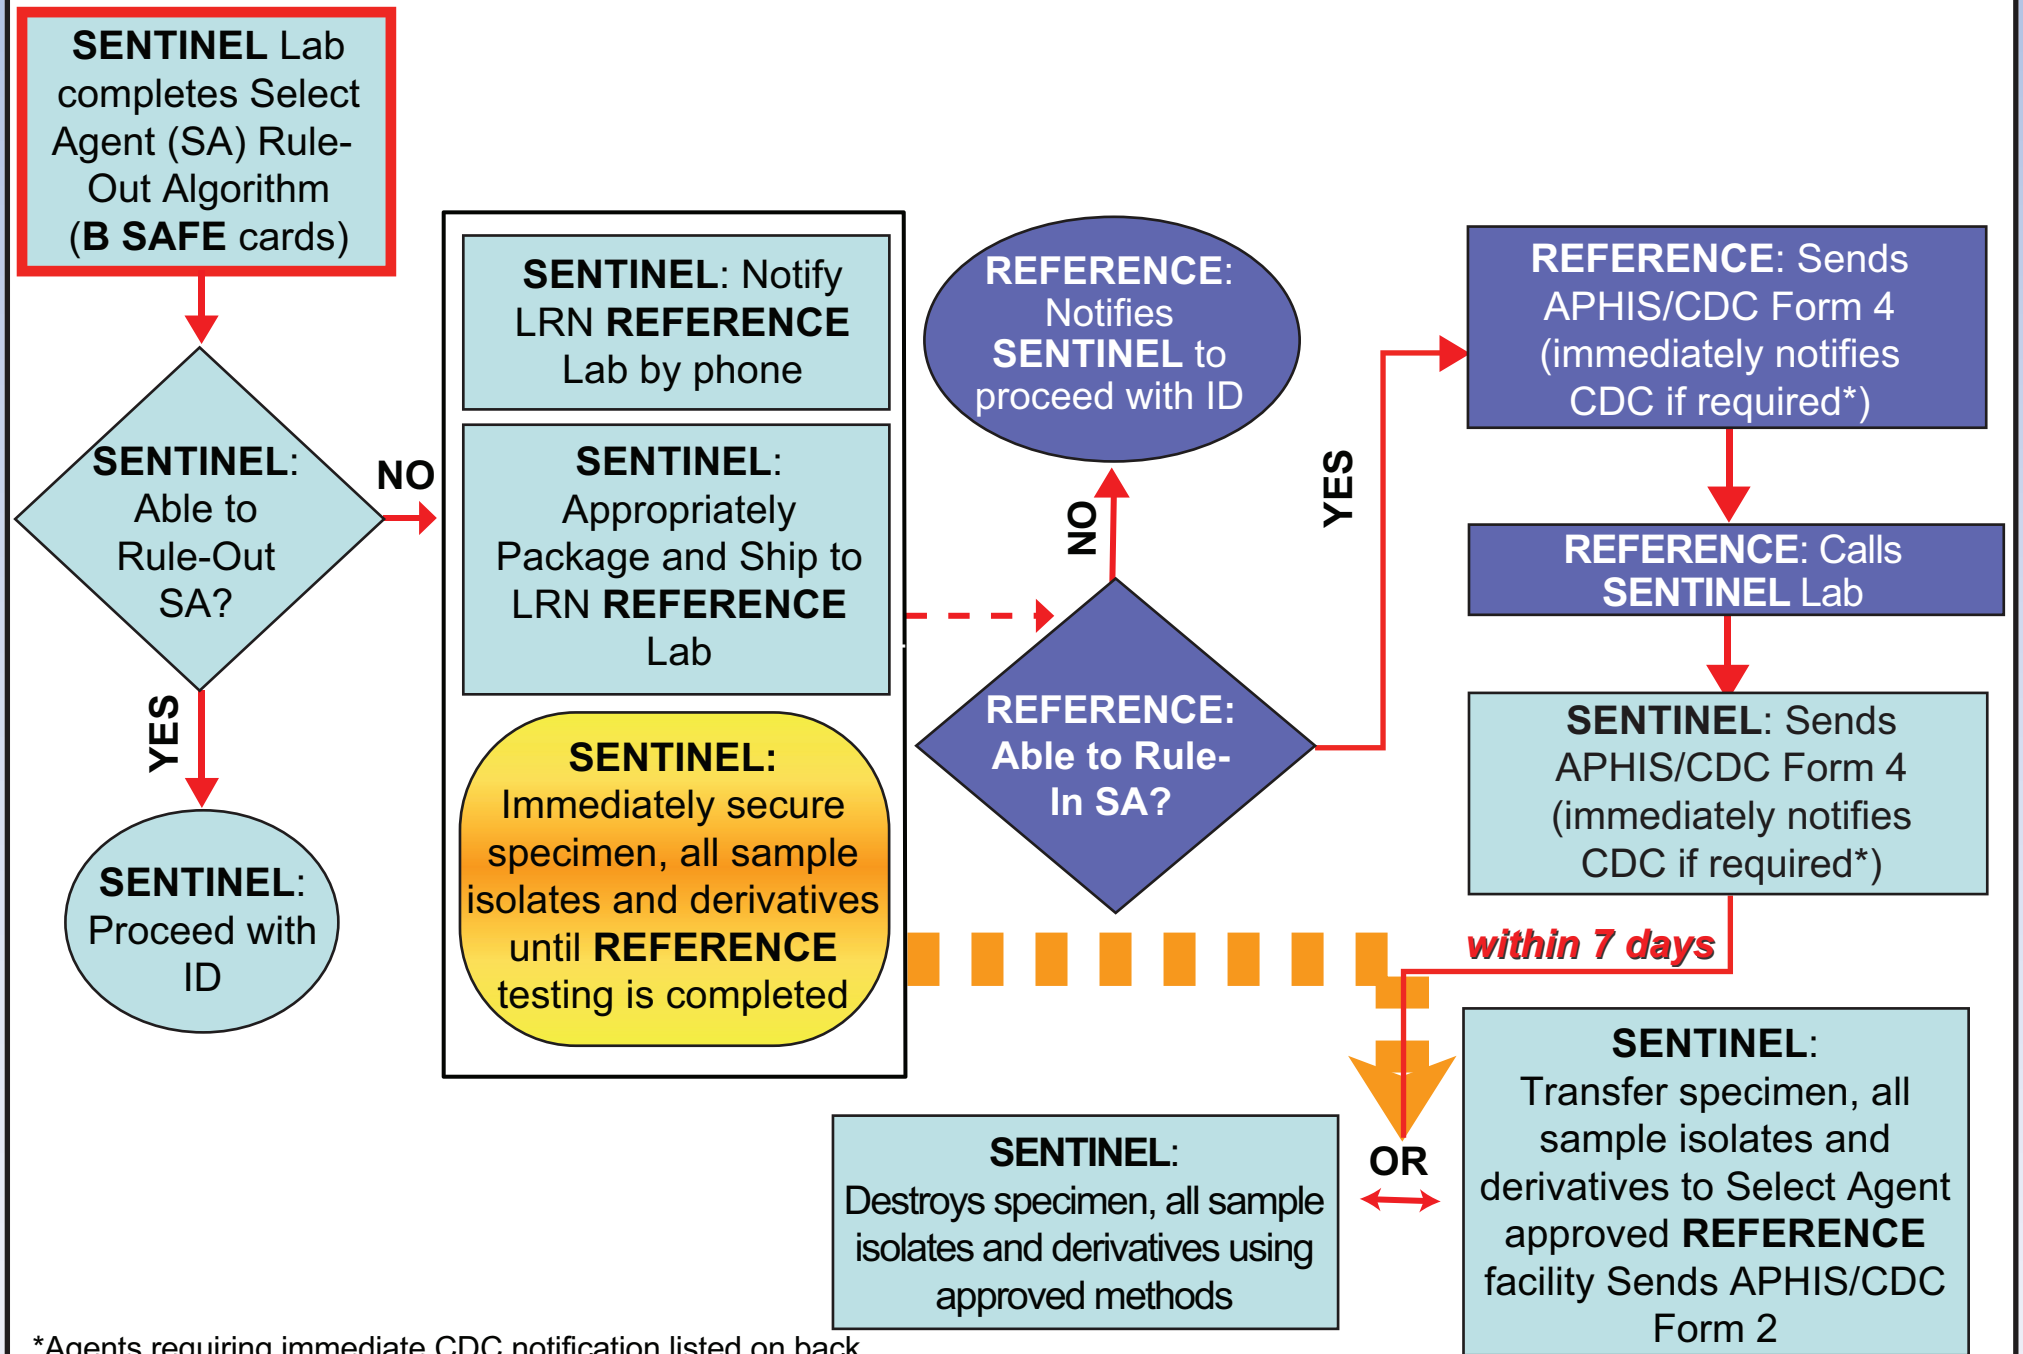 SENTINEL Lab
completes Select
Agent (SA) Rule-
Out Algorithm
(B SAFE cards)
SENTINEL:
Able to
Rule-Out
SA?
NO
YES
SENTINEL:
Proceed with
ID
SENTINEL: Notify
LRN REFERENCE
Lab by phone
SENTINEL:
Appropriately
Package and Ship to
LRN REFERENCE
Lab
SENTINEL:
Immediately secure
specimen, all sample
isolates and derivatives
until REFERENCE
testing is completed
REFERENCE:
Notifies
SENTINEL to
proceed with ID
NO
REFERENCE:
Able to Rule-
In SA?
YES
REFERENCE: Sends
APHIS/CDC Form 4
(immediately notifies
CDC if required*)
REFERENCE: Calls
SENTINEL Lab
SENTINEL: Sends
APHIS/CDC Form 4
(immediately notifies
CDC if required*)
within 7 days
SENTINEL:
Destroys specimen, all sample
isolates and derivatives using
approved methods
OR
SENTINEL:
Transfer specimen, all
sample isolates and
derivatives to Select Agent
approved REFERENCE
facility Sends APHIS/CDC
Form 2
*Agents requiring immediate CDC notification listed on back